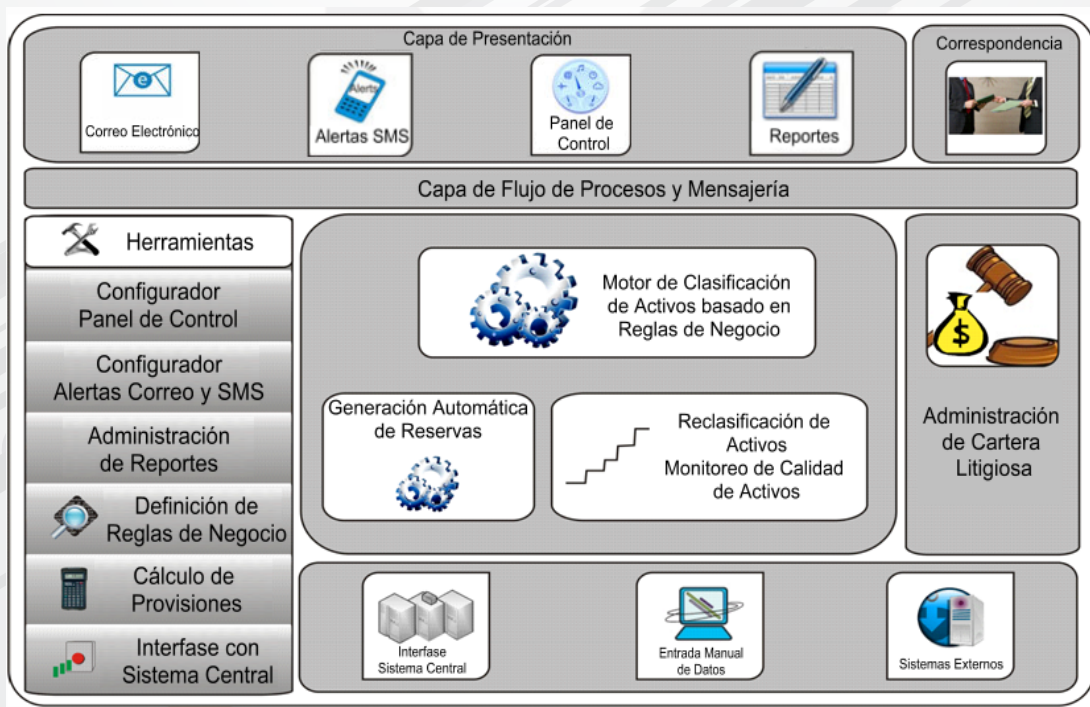 Capa de Presentación
Correo Electrónico
Alerts
Alertas SMS
Panel de
Control
Reportes
Correspondencia
Capa de Flujo de Procesos y Mensajería
Herramientas
Configurador
Panel de Control
Configurador
Alertas Correo y SMS
Administración
de Reportes
Definición de
Reglas de Negocio
Cálculo de
Provisiones
Interfase con
Sistema Central
Motor de Clasificación
de Activos basado en
Reglas de Negocio
Generación Automática
de Reservas
Reclasificación de
Activos
Monitoreo de Calidad
de Activos
$
Administración
de Cartera
Litigiosa
Interfase
Sistema Central
Entrada Manual
de Datos
Sistemas Externos